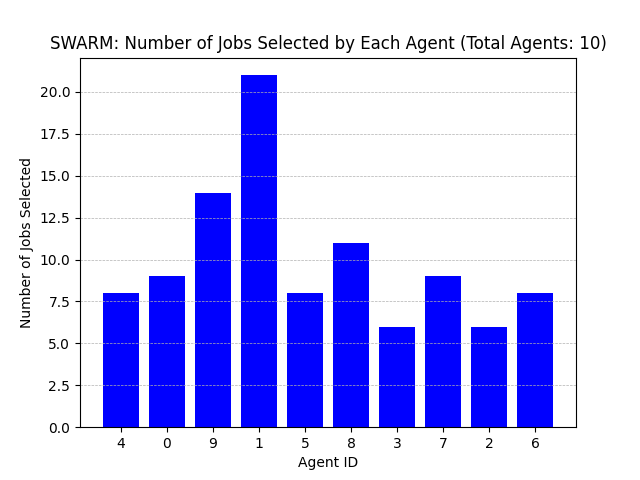 SWARM: Number of Jobs Selected by Each Agent (Total Agents: 10)
Number of Jobs Selected
20.0
17.5
15.0
12.5
10.0
7.5
5.0
2.5
0.0
4 0 9 1 5 8 3 7 2 6
Agent ID